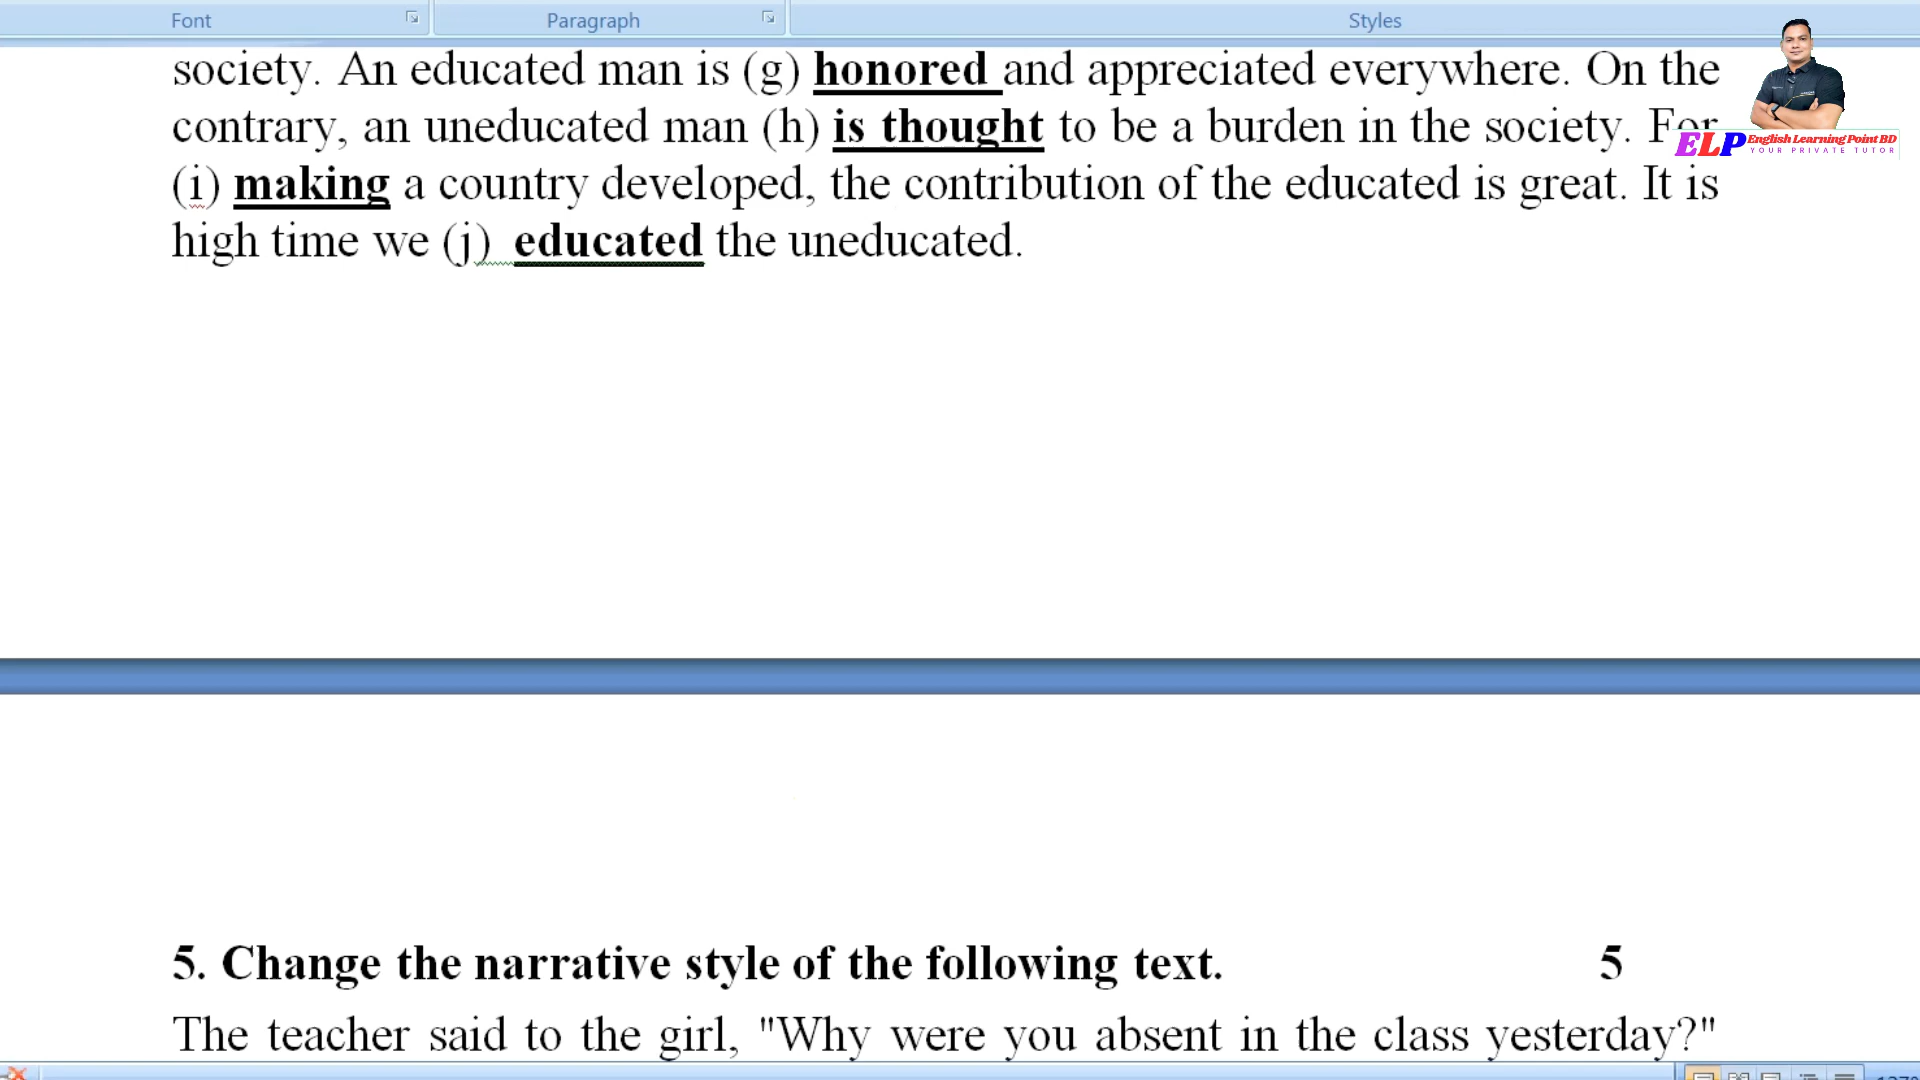 Font Paragraph Styles
society. An educated man is (g) honored and appreciated everywhere. On the
contrary, an uneducated man (h) is thought to be a burden in the society. For
(i) making a country developed, the contribution of the educated is great. It is
high time we (j) educated the uneducated.
ELP English Learning Point BD
YOUR PRIVATE TUTOR
5. Change the narrative style of the following text. 5
The teacher said to the girl, "Why were you absent in the class yesterday?"